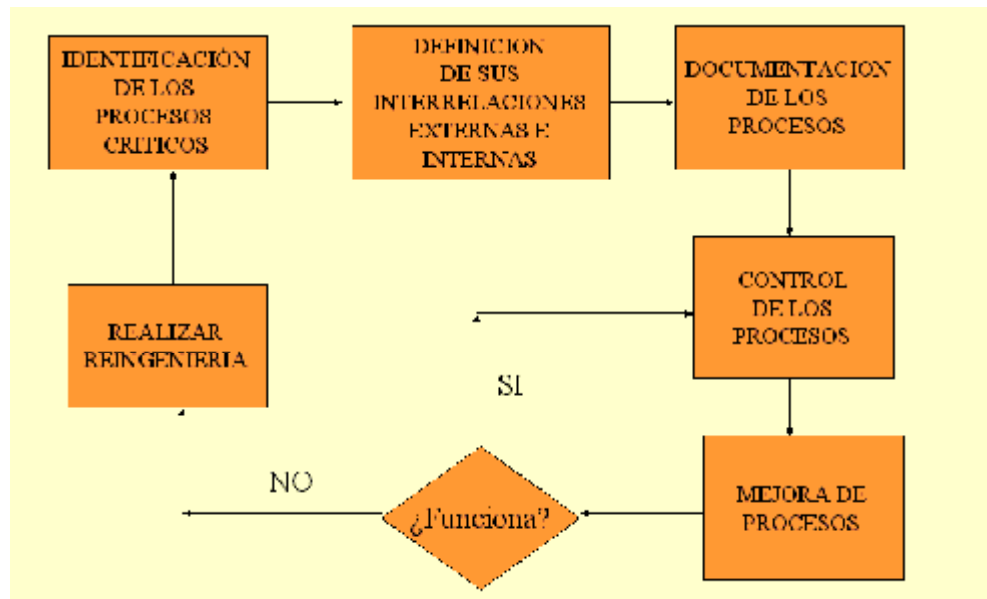 IDENTIFICACIÓN
DE LOS
PROCESOS
CRITICOS
DEFINICION
DE SUS
INTERRELACIONES
EXTERNAS E
INTERNAS
DOCUMENTACION
DE LOS
PROCESOS
CONTROL
DE LOS
PROCESOS
MEJORA DE
PROCESOS
¿Funciona?
SI
NO
REALIZAR
REINGENIERIA